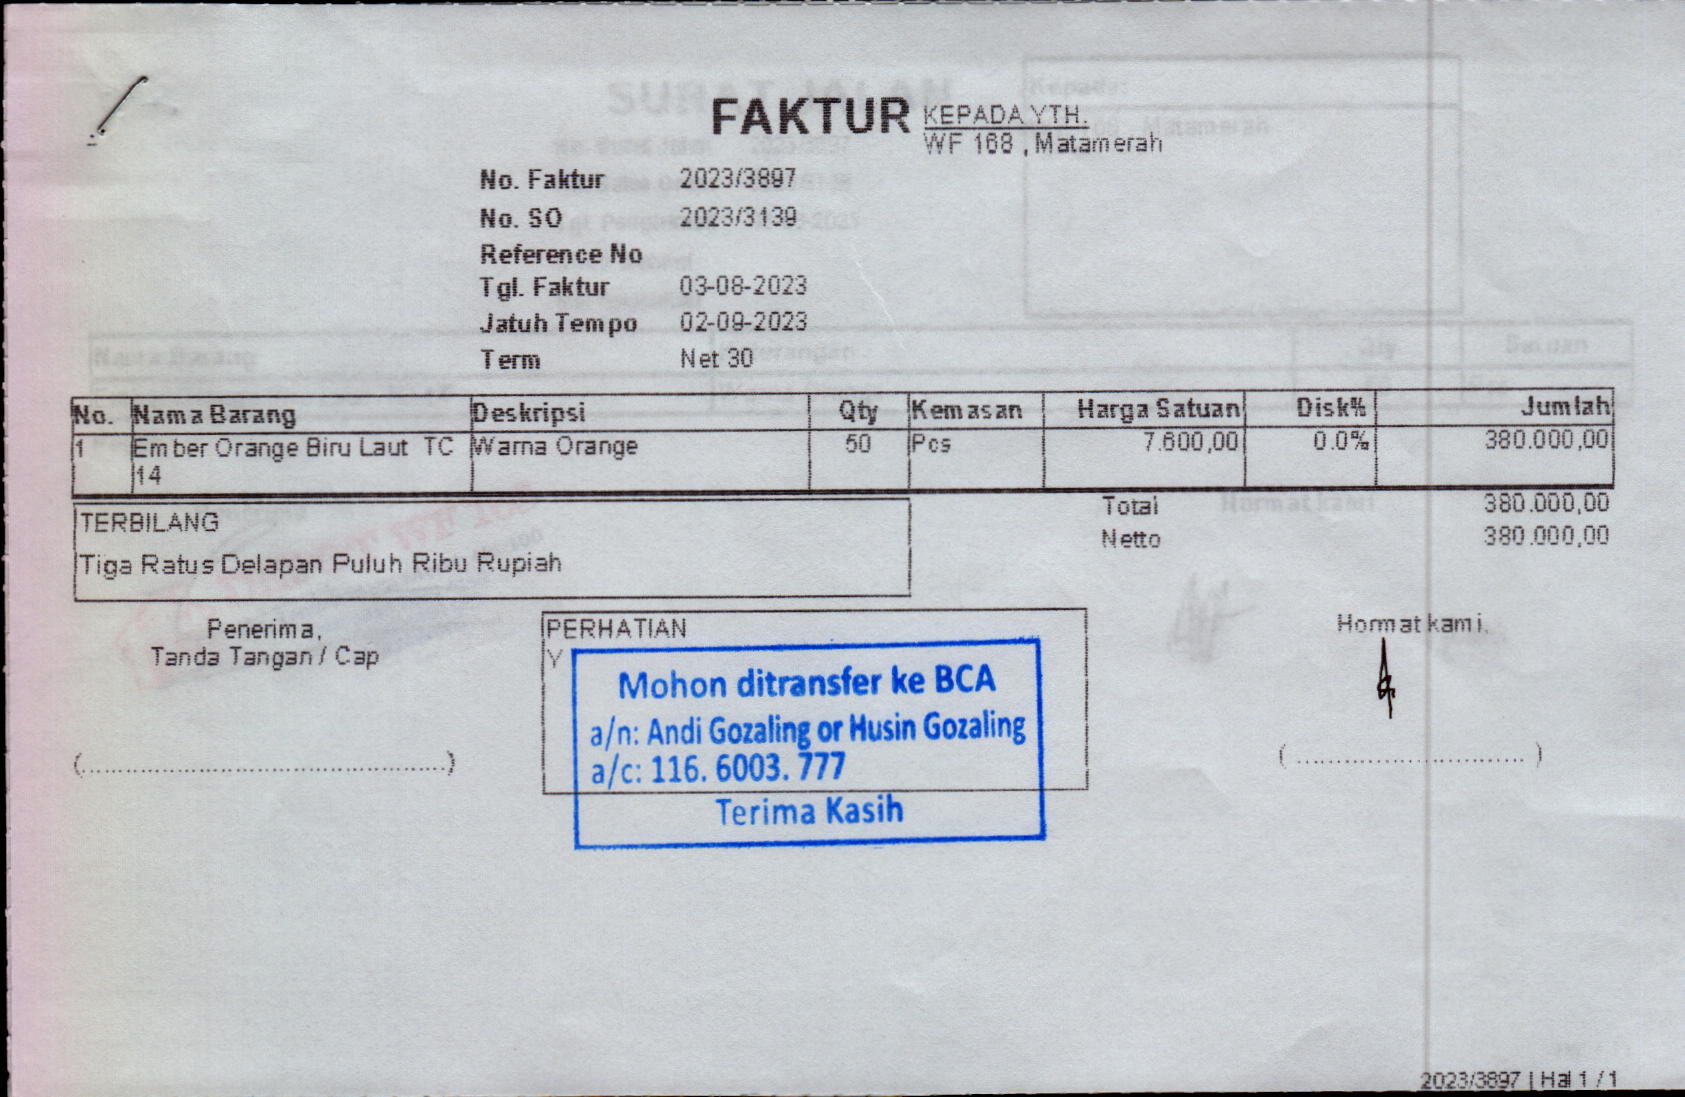 FAKTUR
KEPADA YTH.
WF 168 , Matamerah
No. Faktur 2023/3897
No. SO 2023/3139
Reference No
Tgl. Faktur 03-08-2023
Jatuh Tempo 02-09-2023
Term Net 30
No. Nama Barang Deskripsi Qty Kemasan Harga Satuan Disk% Jumlah
1 Ember Orange Biru Laut TC Warna Orange 50 Pcs 7.600,00 0.0% 380.000,00
14
Total 380.000,00
Netto 380.000,00
TERBILANG
Tiga Ratus Delapan Puluh Ribu Rupiah
Penerima,
Tanda Tangan / Cap
(..................................................)
PERHATIAN
Y
Mohon ditransfer ke BCA
a/n: Andi Gozaling or Husin Gozaling
a/c: 116. 6003. 777
Terima Kasih
Hormat kami,
( ............................... )
2023/3897 | Hal 1 / 1